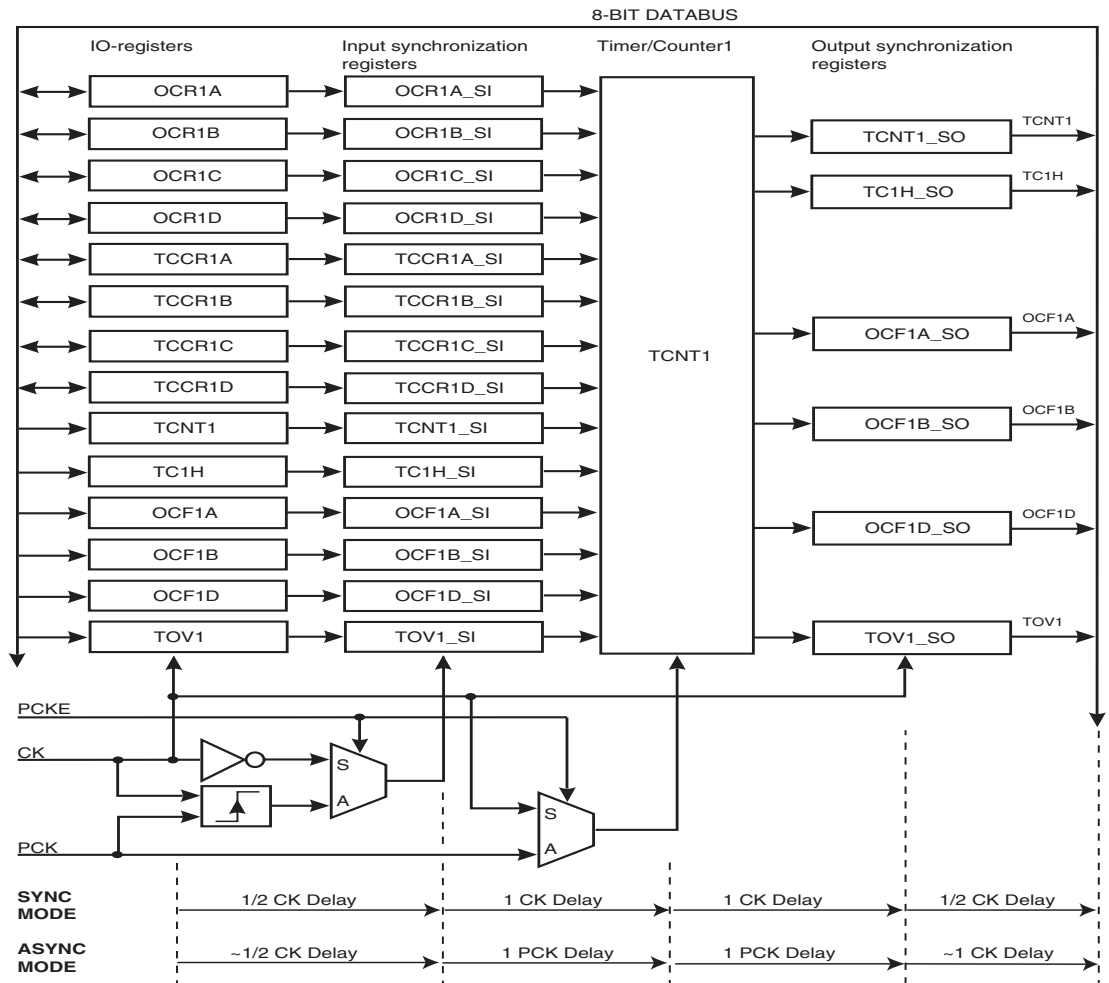 8-BIT DATABUS
IO-registers
Input synchronization
registers
Timer/Counter1
Output synchronization
registers
OCR1A
OCR1A_SI
OCR1B
OCR1B_SI
TCNT1_SO
TCNT1
OCR1C
OCR1C_SI
TC1H_SO
TC1H
OCR1D
OCR1D_SI
TCCR1A
TCCR1A_SI
TCCR1B
TCCR1B_SI
OCF1A_SO
OCF1A
TCCR1C
TCCR1C_SI
TCNT1
TCCR1D
TCCR1D_SI
TCNT1
TCNT1_SI
OCF1B_SO
OCF1B
TC1H
TC1H_SI
OCF1A
OCF1A_SI
OCF1D_SO
OCF1D
OCF1B
OCF1B_SI
OCF1D
OCF1D_SI
TOV1
TOV1_SI
TOV1_SO
TOV1
PCKE
CK
S
A
S
A
PCK
SYNC
MODE
1/2 CK Delay
1 CK Delay
1 CK Delay
1/2 CK Delay
ASYNC
MODE
~1/2 CK Delay
1 PCK Delay
1 PCK Delay
~1 CK Delay